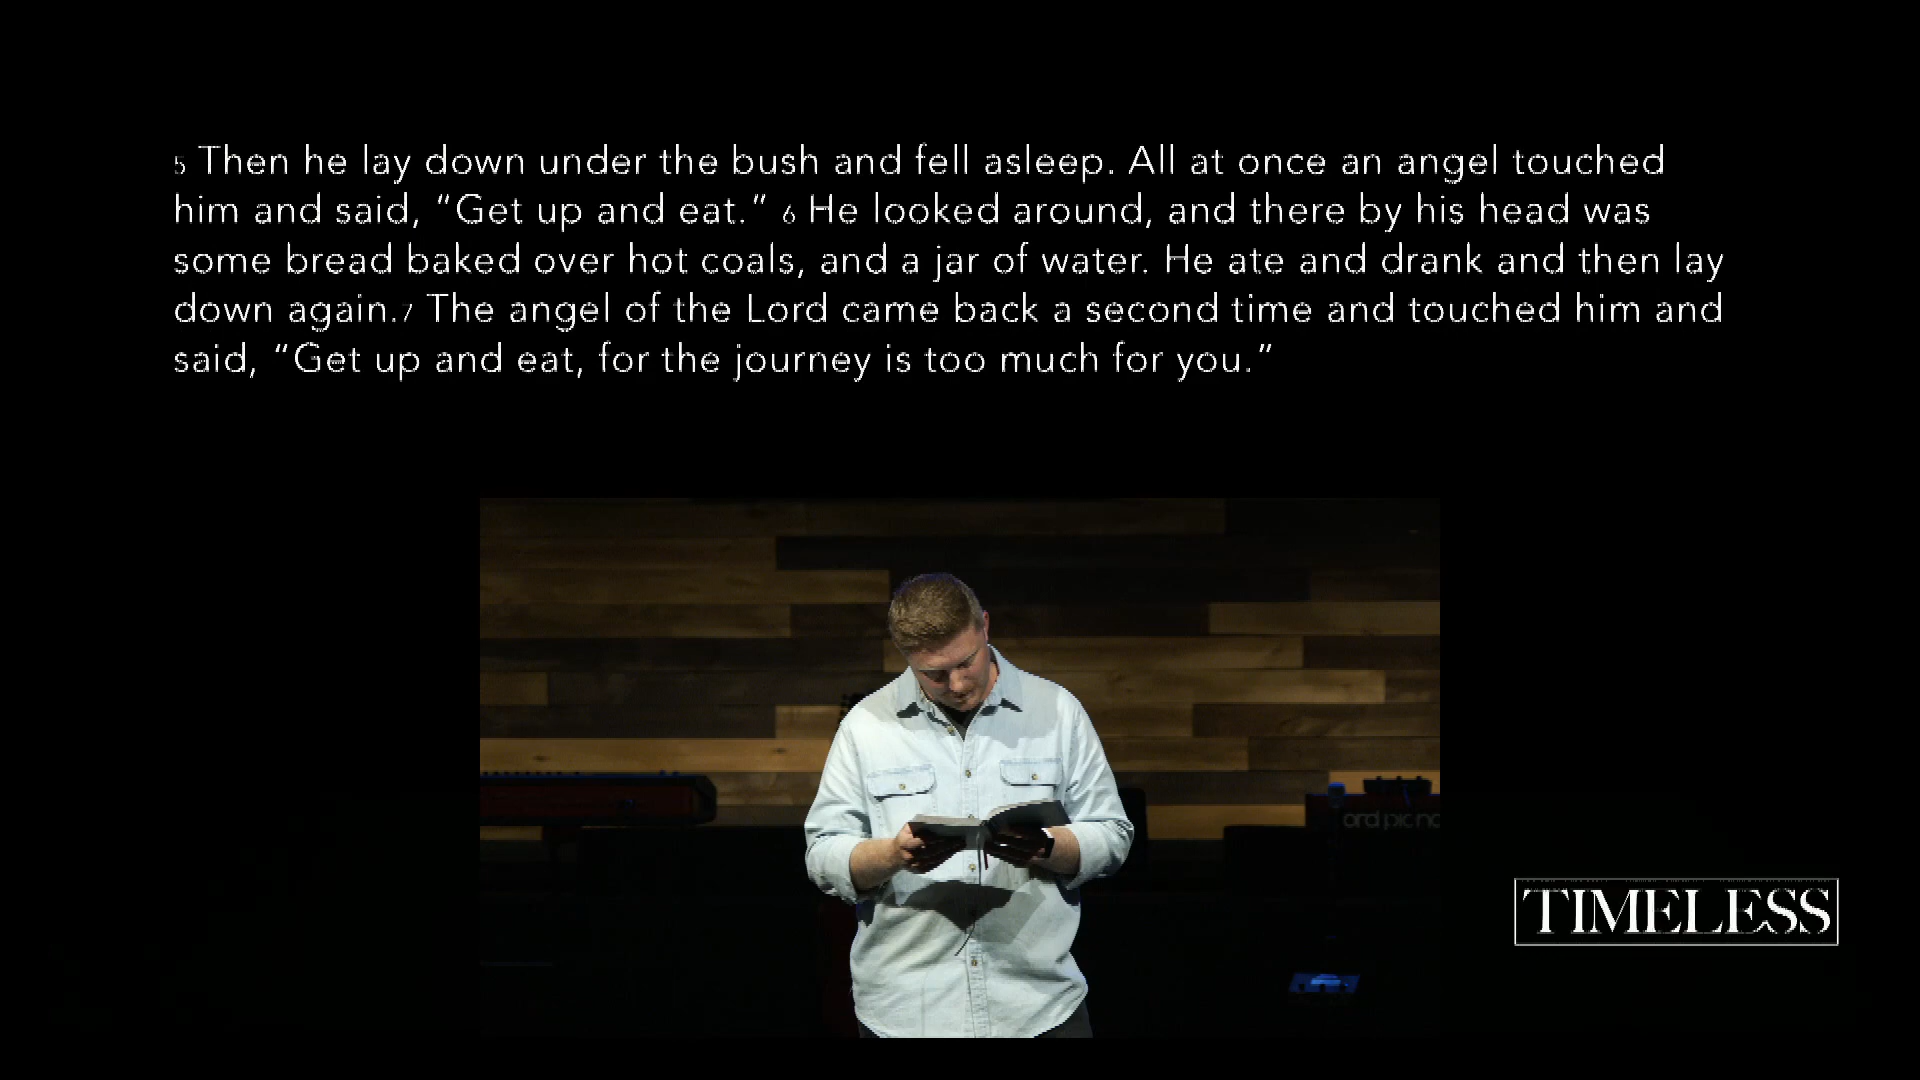 5 Then he lay down under the bush and fell asleep. All at once an angel touched
him and said, “Get up and eat.” 6 He looked around, and there by his head was
some bread baked over hot coals, and a jar of water. He ate and drank and then lay
down again.7 The angel of the Lord came back a second time and touched him and
said, “Get up and eat, for the journey is too much for you.”
TIMELESS